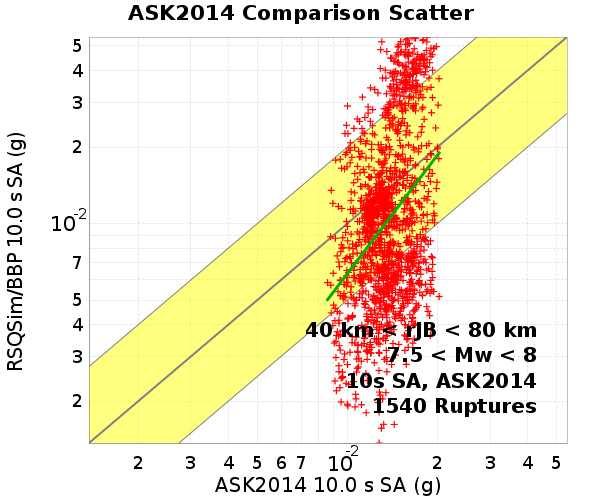 ASK2014 Comparison Scatter
RSQSim/BBP 10.0 s SA (g)
5
4
3
2
10-2
7
5
4
3
2
40 km < rJB < 80 km
7.5 < Mw < 8
10s SA, ASK2014
1540 Ruptures
2 3 4 5 6 7 10-2 2 3 4 5
ASK2014 10.0 s SA (g)